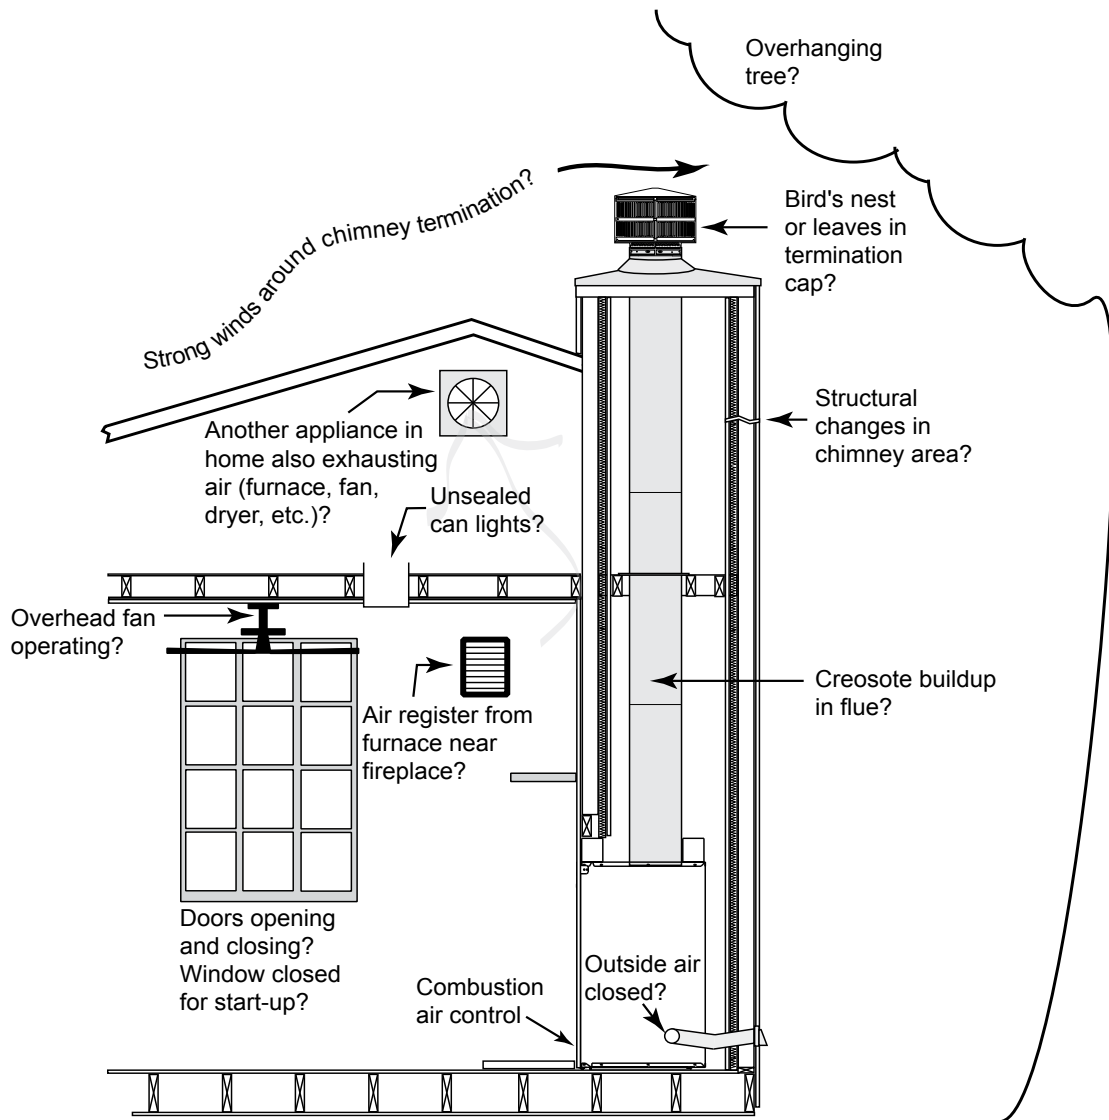 Overhanging
tree?
Strong winds around chimney termination?
Bird's nest
or leaves in
termination
cap?
Structural
changes in
chimney area?
Another appliance in
home also exhausting
air (furnace, fan,
dryer, etc.)?
Unsealed
can lights?
Overhead fan
operating?
Air register from
furnace near
fireplace?
Creosote buildup
in flue?
Doors opening
and closing?
Window closed
for start-up?
Combustion
air control
Outside air
closed?